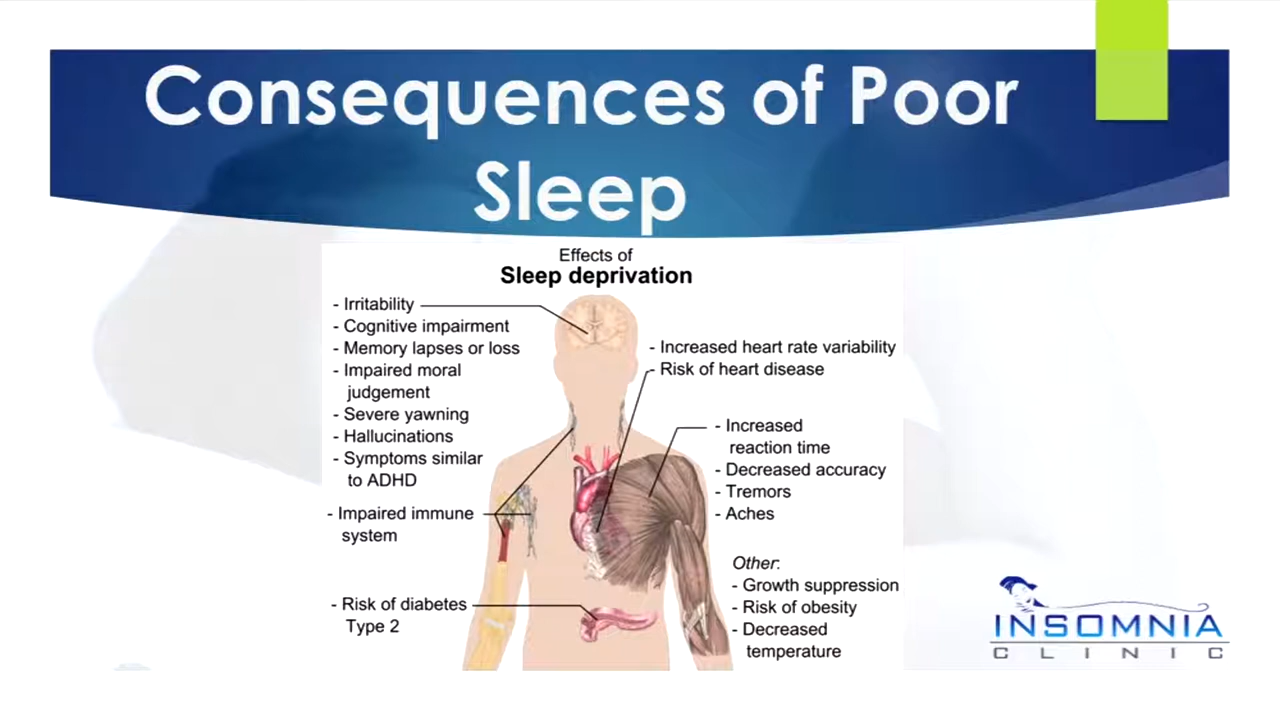 Consequences of Poor
Sleep
Effects of
Sleep deprivation
- Irritability
- Cognitive impairment
- Memory lapses or loss
- Impaired moral
judgement
- Severe yawning
- Hallucinations
- Symptoms similar
to ADHD
- Impaired immune
system
- Risk of diabetes
Type 2
- Increased heart rate variability
- Risk of heart disease
- Increased
reaction time
- Decreased accuracy
- Tremors
- Aches
Other:
- Growth suppression
- Risk of obesity
- Decreased
temperature
INSOMNIA
CLINIC